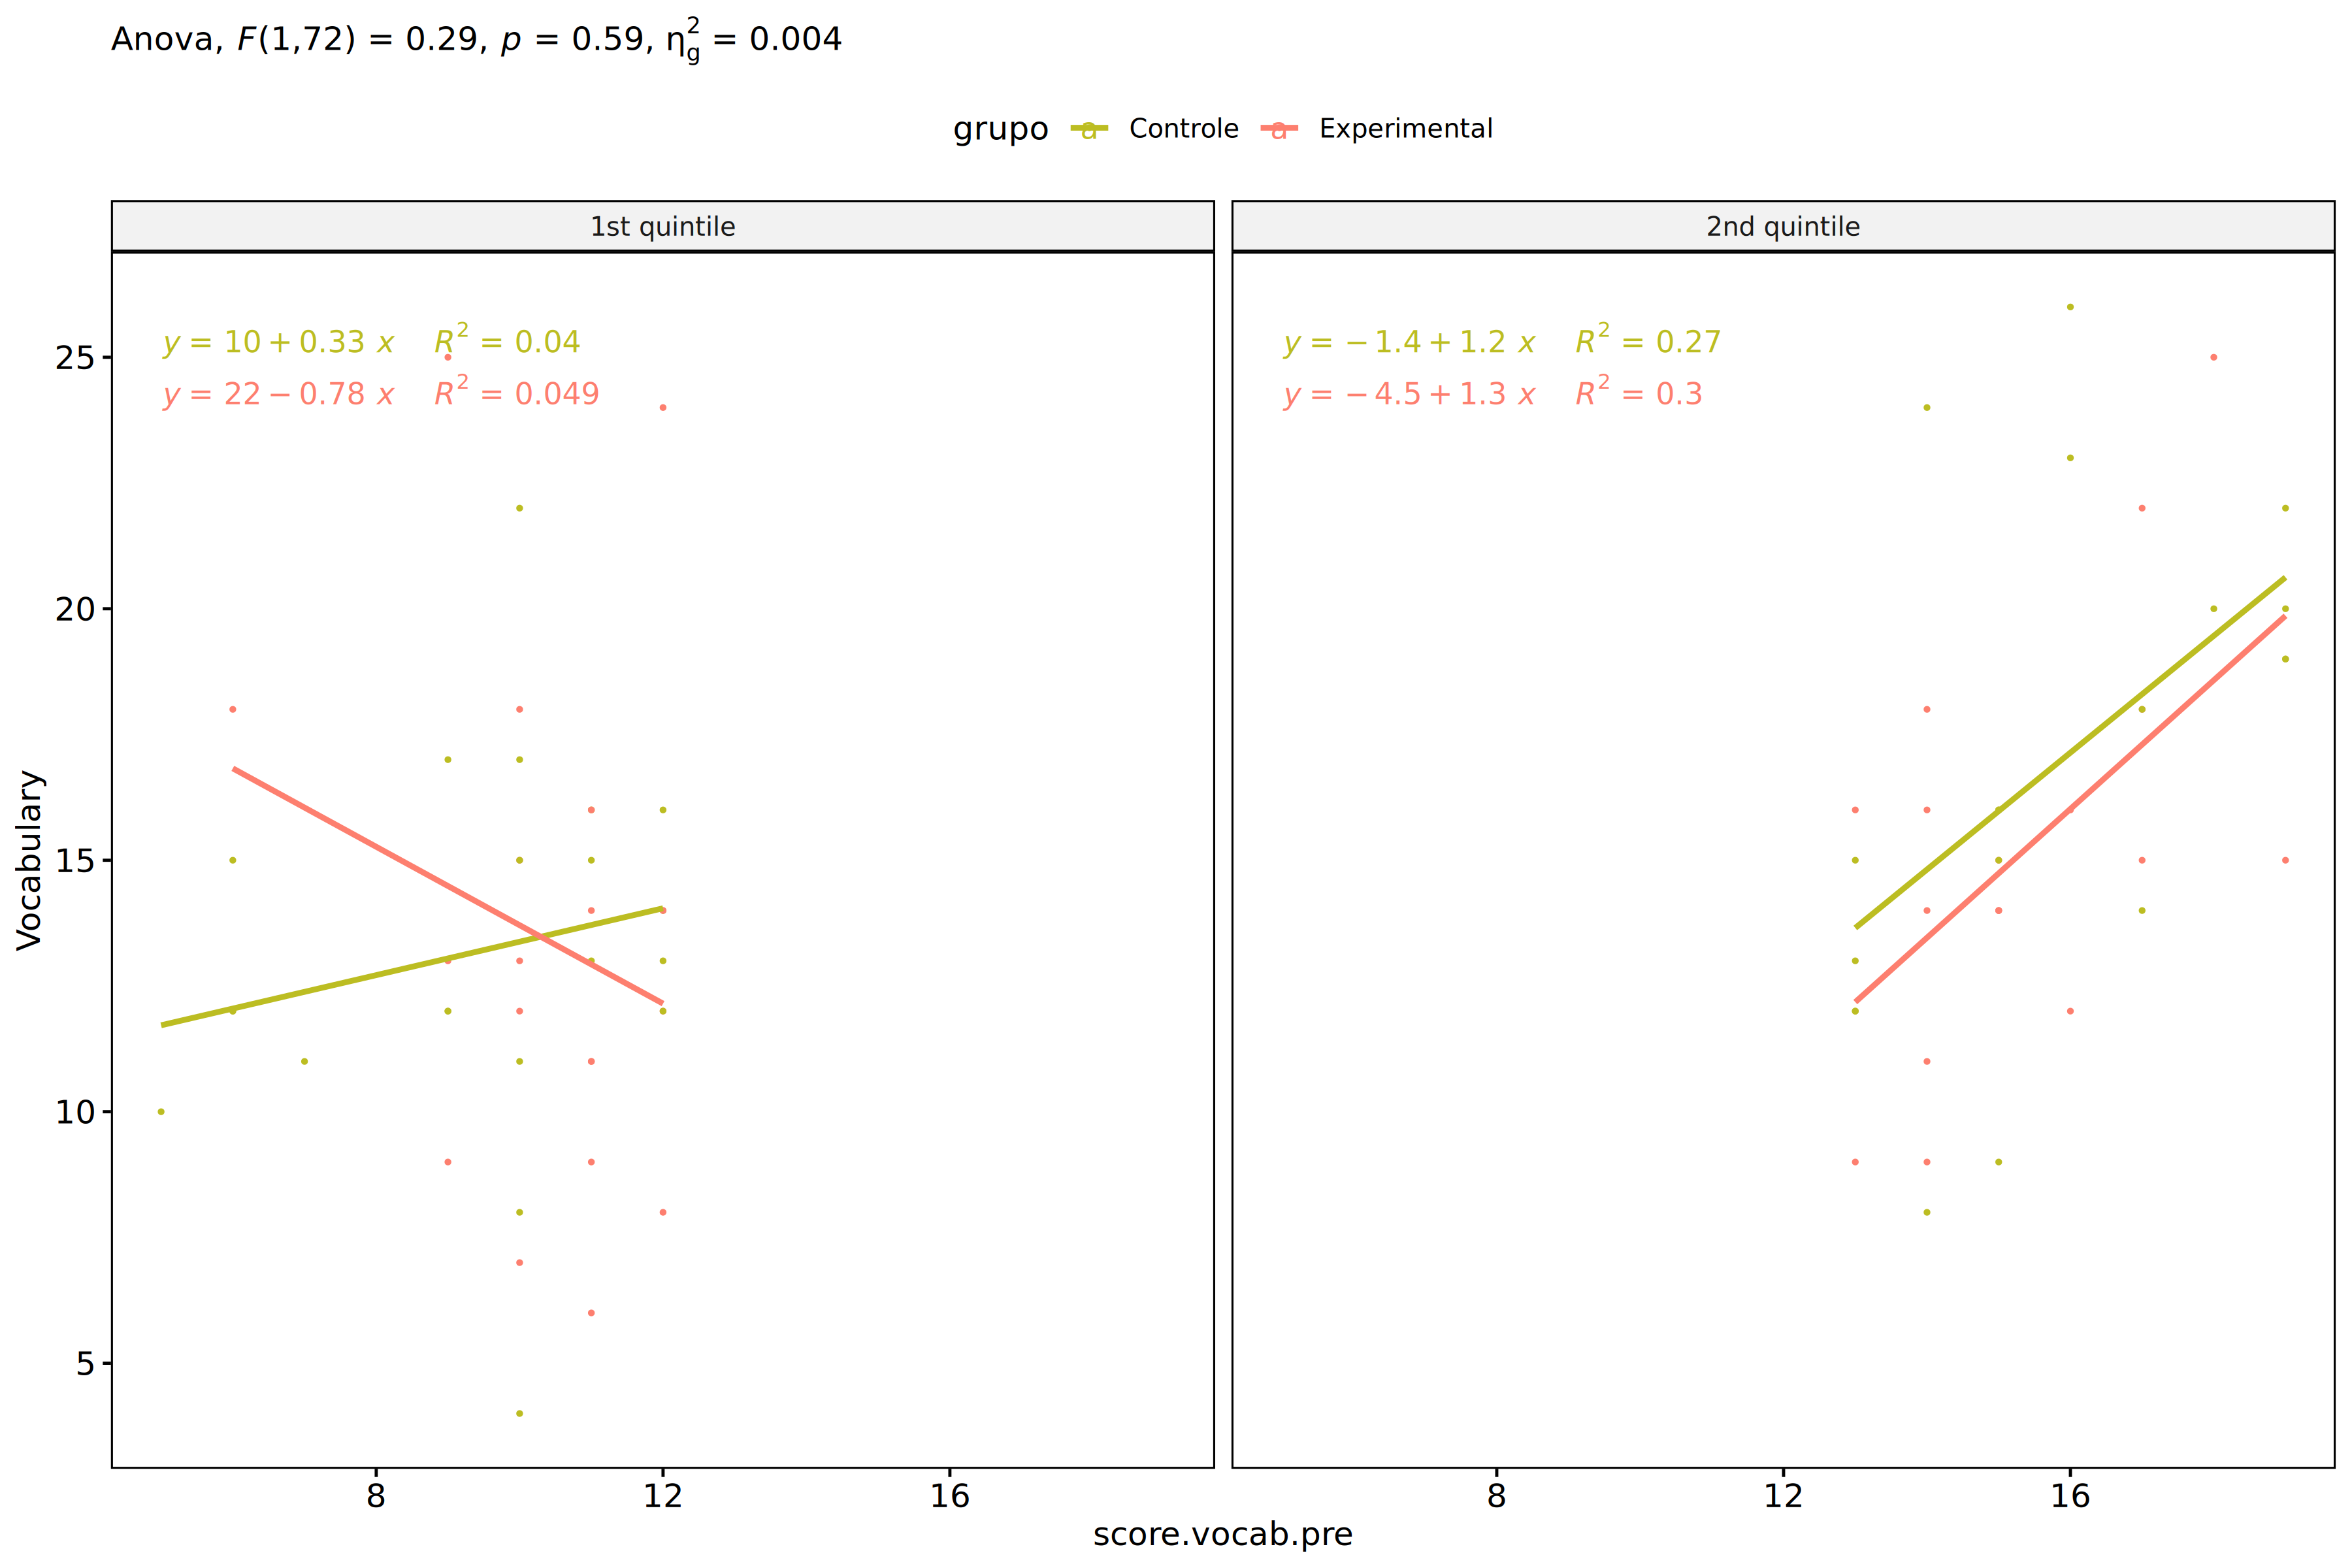 Anova, F(1,72) = 0.29, p = 0.59, η²g = 0.004
grupo a Controle a Experimental
1st quintile 2nd quintile
y = 10 + 0.33 x R² = 0.04
y = 22 − 0.78 x R² = 0.049
y = − 1.4 + 1.2 x R² = 0.27
y = − 4.5 + 1.3 x R² = 0.3
25
20
15
10
5
Vocabulary
8 12 16 8 12 16
score.vocab.pre